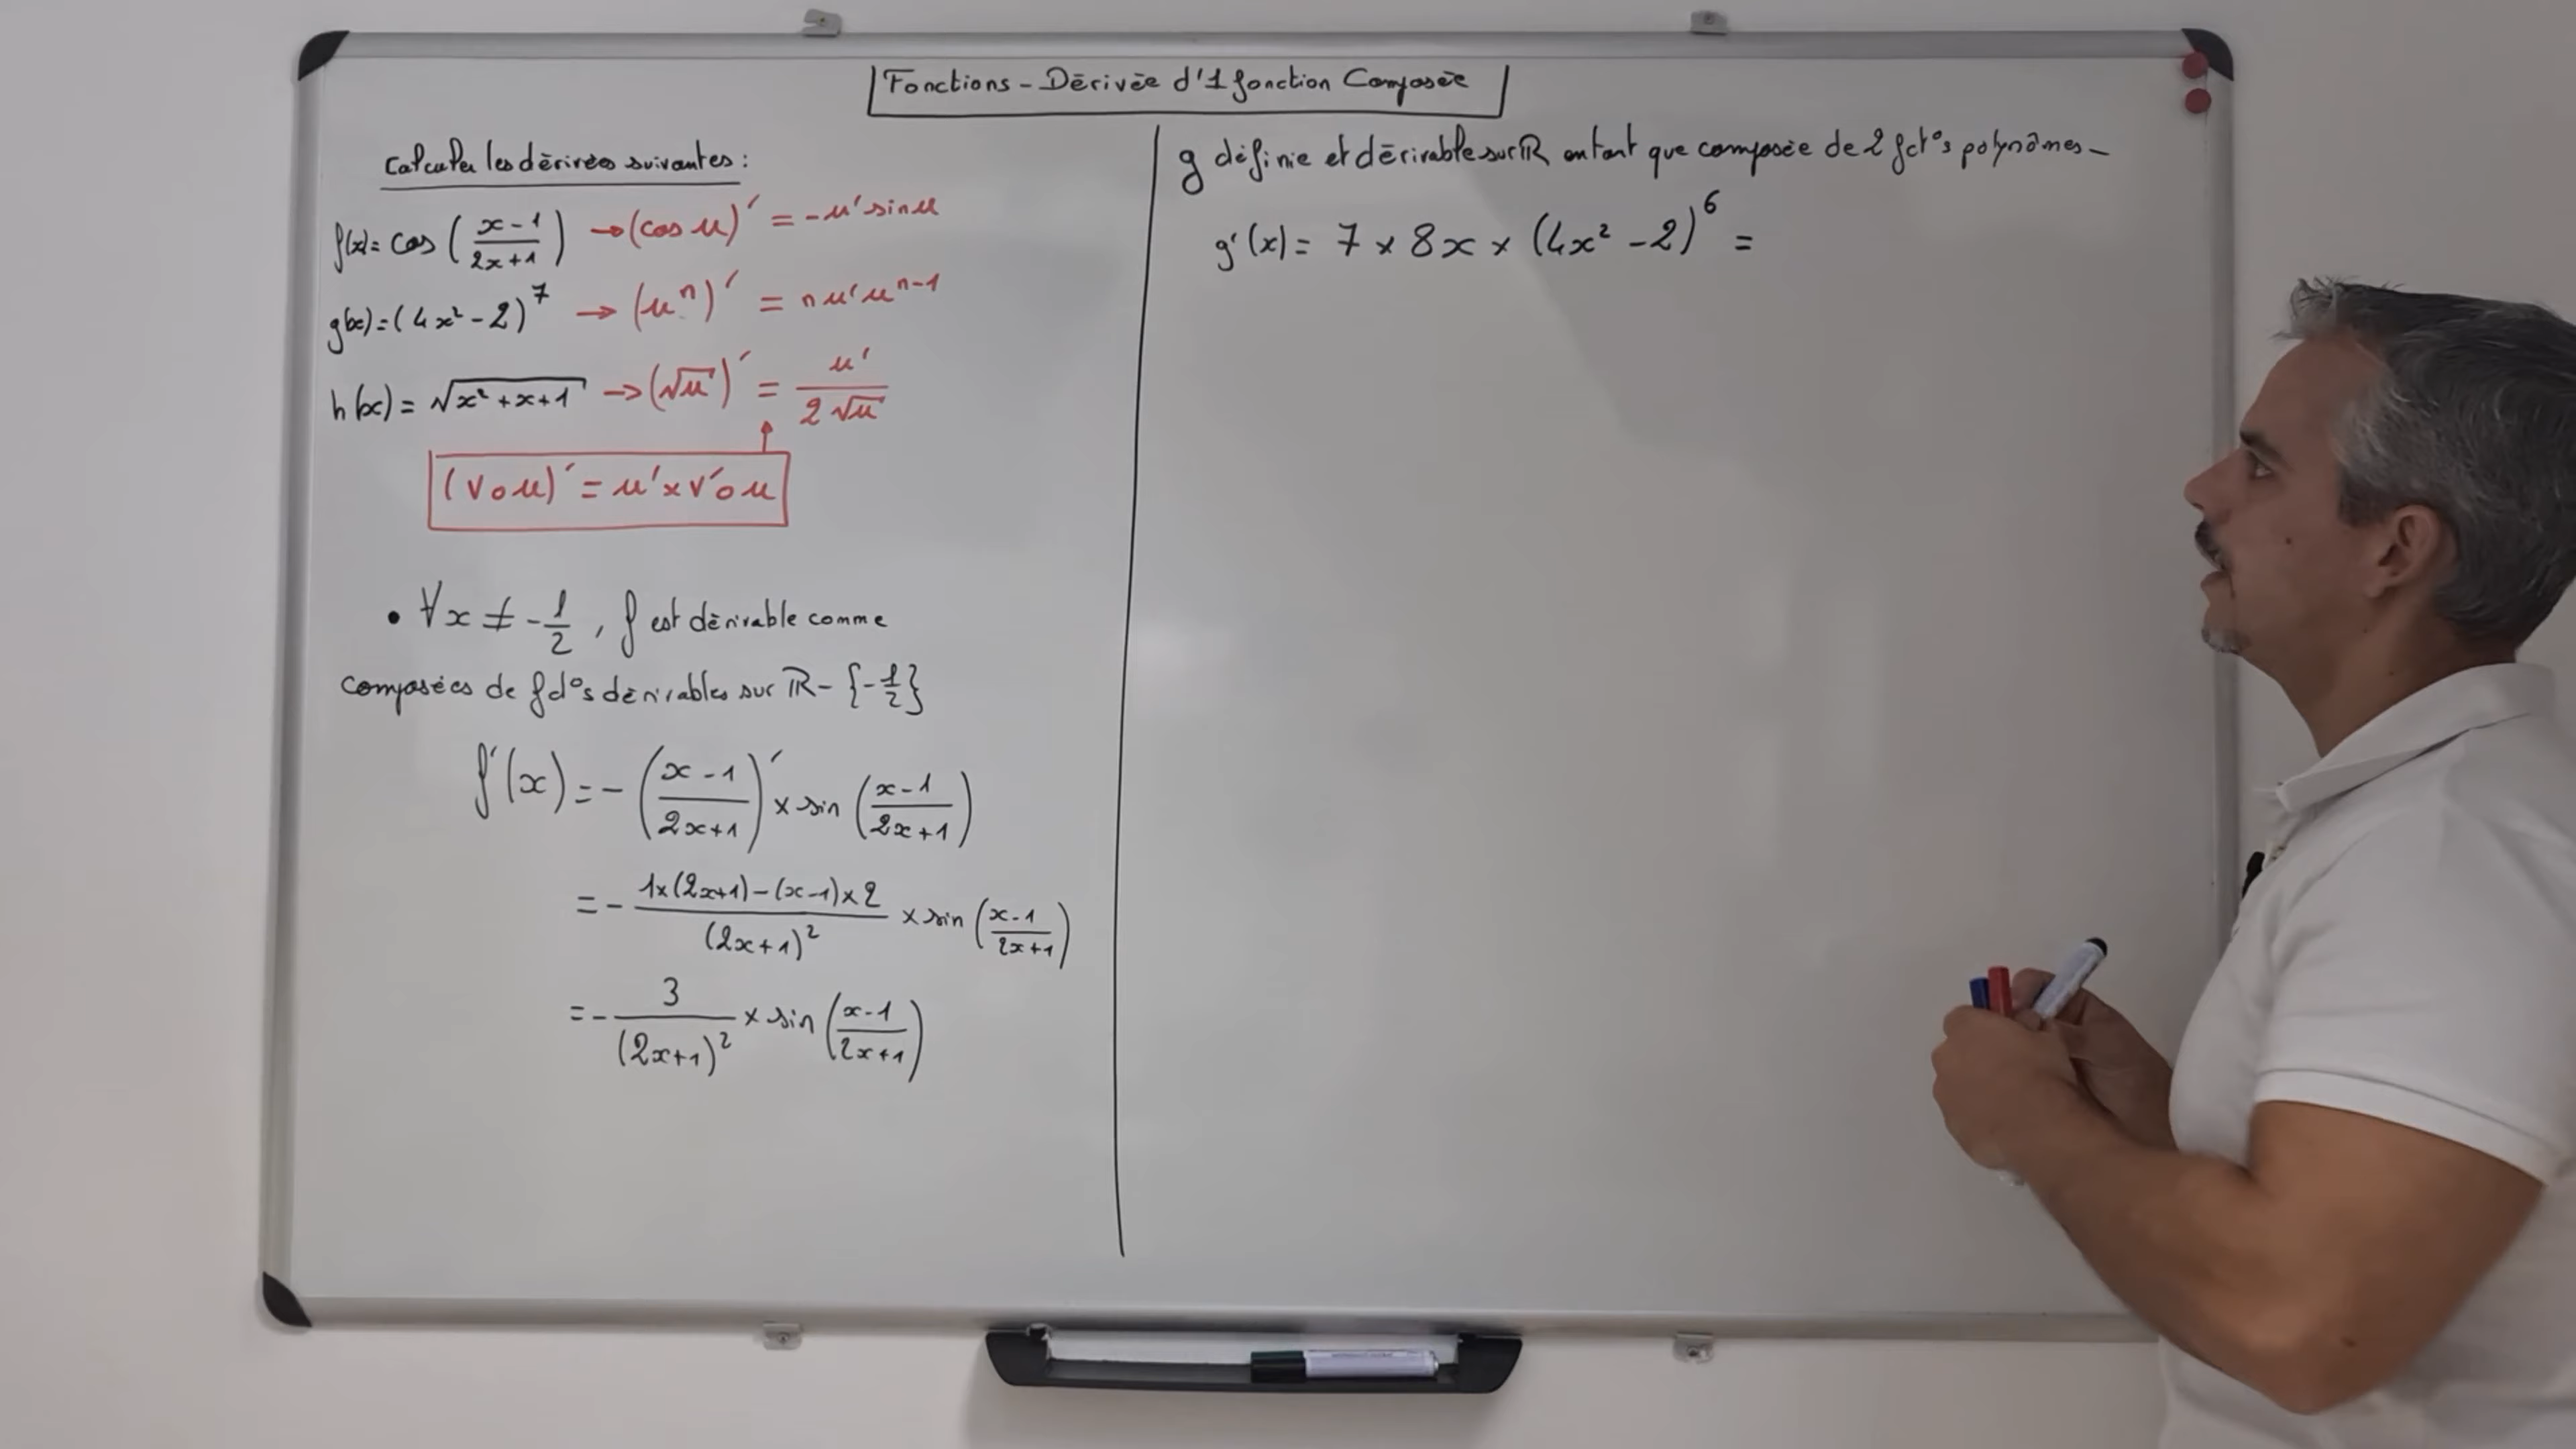 Fonctions - Dérivée d'1 fonction Composée
Calculer les dérivées suivantes :
f(x) = cos ( (x-1)/(2x+1) ) → (cos u)' = -u' sin u
g(x) = (4x² - 2)⁷ → (uⁿ)' = n u' uⁿ⁻¹
h(x) = √(x² + x + 1) → (√u)' = u'/(2√u)
(v o u)' = u' × v' o u
• ∀x ≠ -1/2 , f est dérivable comme
composées de fct°s dérivables sur ℝ - {-1/2}
f'(x) = - ( (x-1)/(2x+1) )' × sin ( (x-1)/(2x+1) )
= - (1×(2x+1) - (x-1)×2)/(2x+1)² × sin ( (x-1)/(2x+1) )
= - 3/(2x+1)² × sin ( (x-1)/(2x+1) )
g définie et dérivable sur ℝ en tant que composée de 2 fct°s polynômes -
g'(x) = 7 × 8x × (4x² - 2)⁶ =